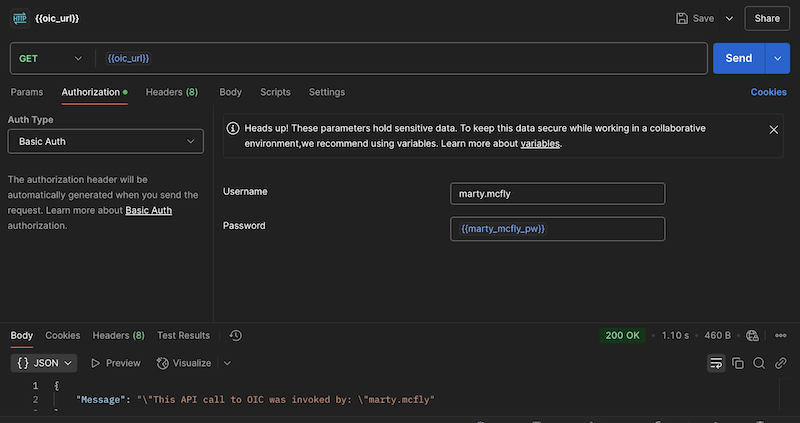 HTTP {{oic_url}} Save Share
GET {{oic_url}} Send
Params Authorization Headers (8) Body Scripts Settings Cookies
Auth Type
Basic Auth
The authorization header will be
automatically generated when you send the
request. Learn more about Basic Auth
authorization.
Heads up! These parameters hold sensitive data. To keep this data secure while working in a collaborative
environment,we recommend using variables. Learn more about variables.
Username marty.mcfly
Password {{marty_mcfly_pw}}
Body Cookies Headers (8) Test Results 200 OK • 1.10 s • 460 B
{} JSON Preview Visualize
1 {
2 "Message": "\"This API call to OIC was invoked by: \"marty.mcfly"